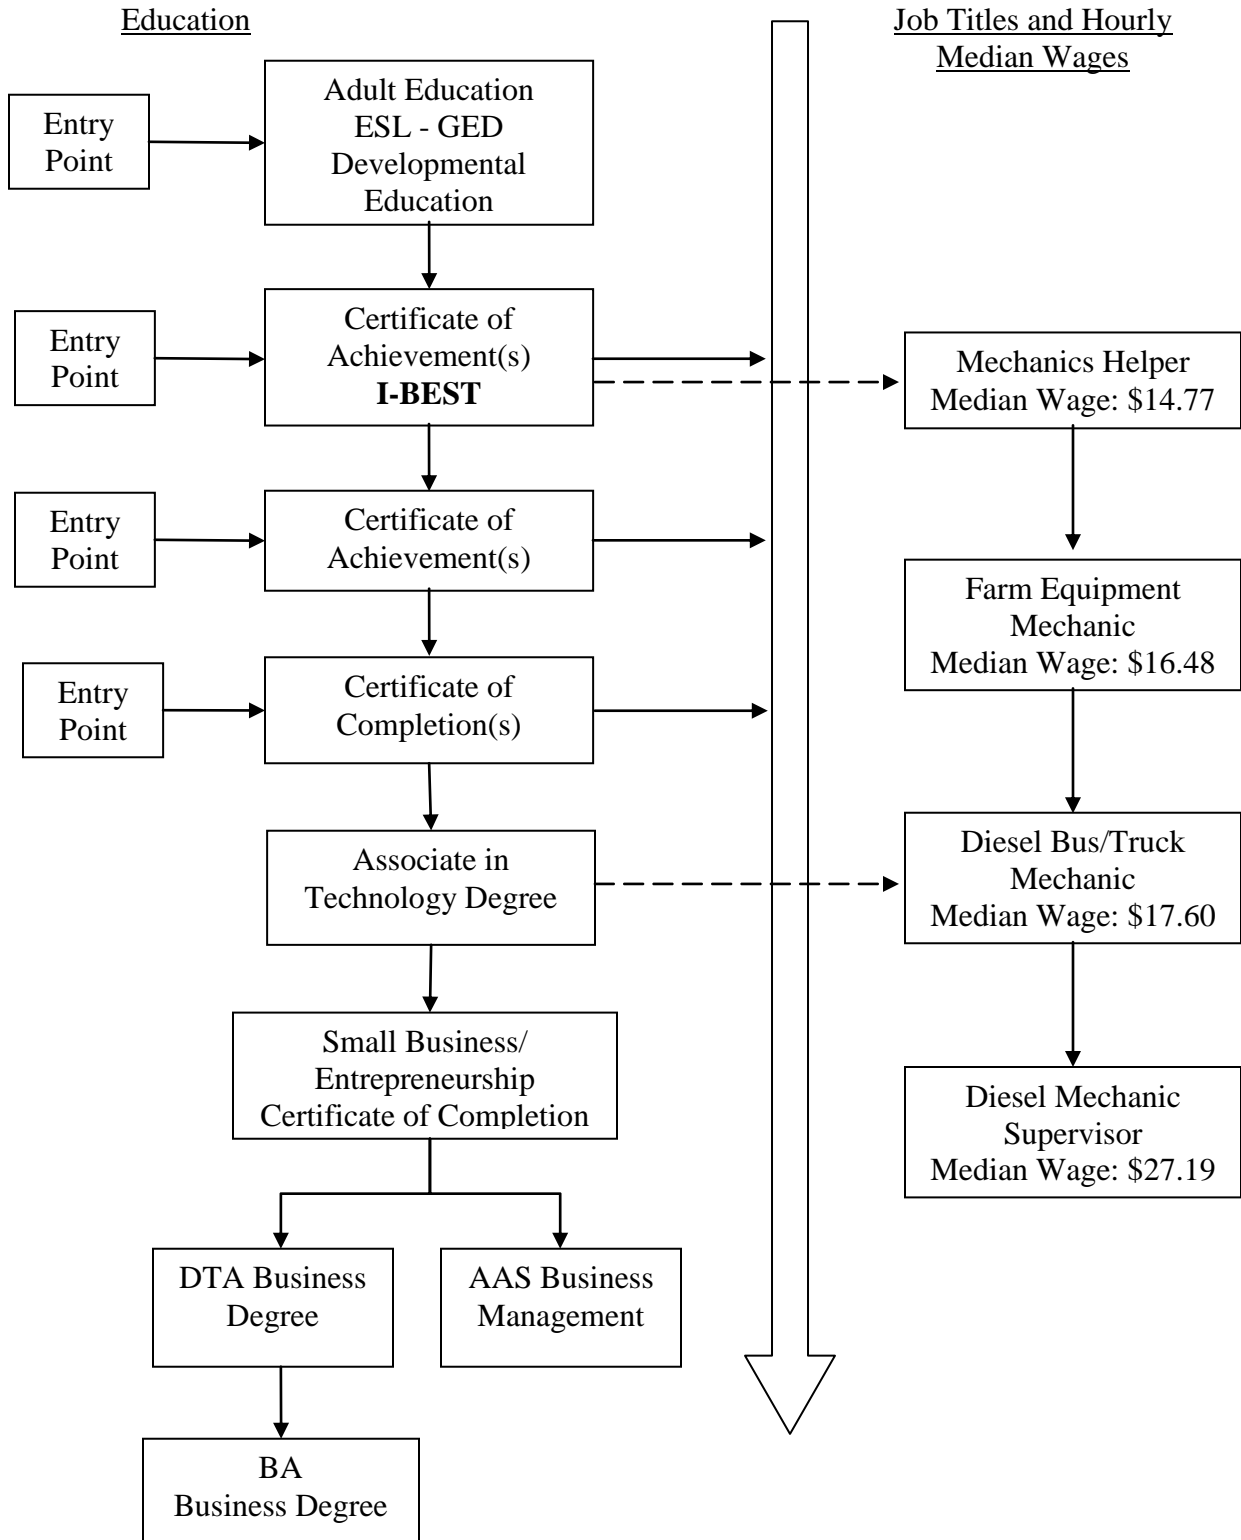 Education
Job Titles and Hourly
Median Wages
Entry
Point
Adult Education
ESL - GED
Developmental
Education
Entry
Point
Certificate of
Achievement(s)
I-BEST
Mechanics Helper
Median Wage: $14.77
Entry
Point
Certificate of
Achievement(s)
Farm Equipment
Mechanic
Median Wage: $16.48
Entry
Point
Certificate of
Completion(s)
Associate in
Technology Degree
Diesel Bus/Truck
Mechanic
Median Wage: $17.60
Small Business/
Entrepreneurship
Certificate of Completion
Diesel Mechanic
Supervisor
Median Wage: $27.19
DTA Business
Degree
AAS Business
Management
BA
Business Degree